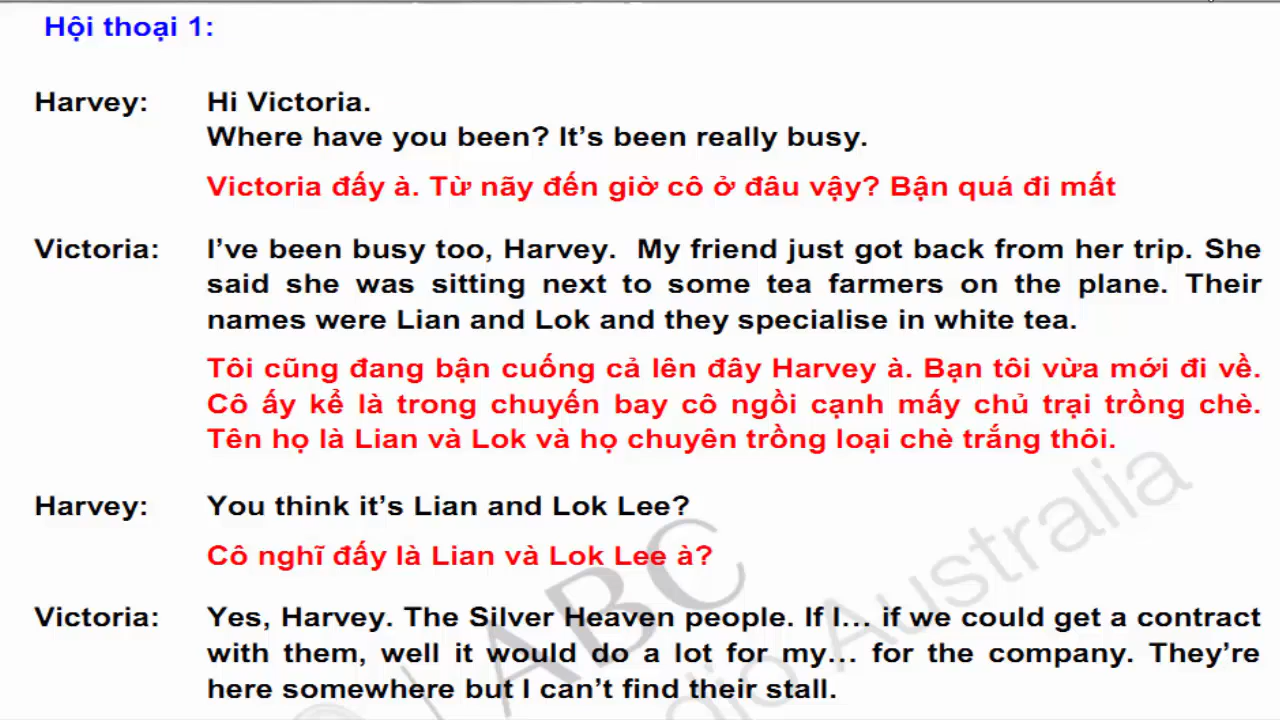 Hội thoại 1:
Harvey: Hi Victoria.
Where have you been? It's been really busy.
Victoria đấy à. Từ nãy đến giờ cô ở đâu vậy? Bận quá đi mất
Victoria: I've been busy too, Harvey. My friend just got back from her trip. She
said she was sitting next to some tea farmers on the plane. Their
names were Lian and Lok and they specialise in white tea.
Tôi cũng đang bận cuống cả lên đây Harvey à. Bạn tôi vừa mới đi về.
Cô ấy kể là trong chuyến bay cô ngồi cạnh mấy chủ trại trồng chè.
Tên họ là Lian và Lok và họ chuyên trồng loại chè trắng thôi.
Harvey: You think it's Lian and Lok Lee?
Cô nghĩ đấy là Lian và Lok Lee à?
Victoria: Yes, Harvey. The Silver Heaven people. If I... if we could get a contract
with them, well it would do a lot for my... for the company. They're
here somewhere but I can't find their stall.
ABC
Australia